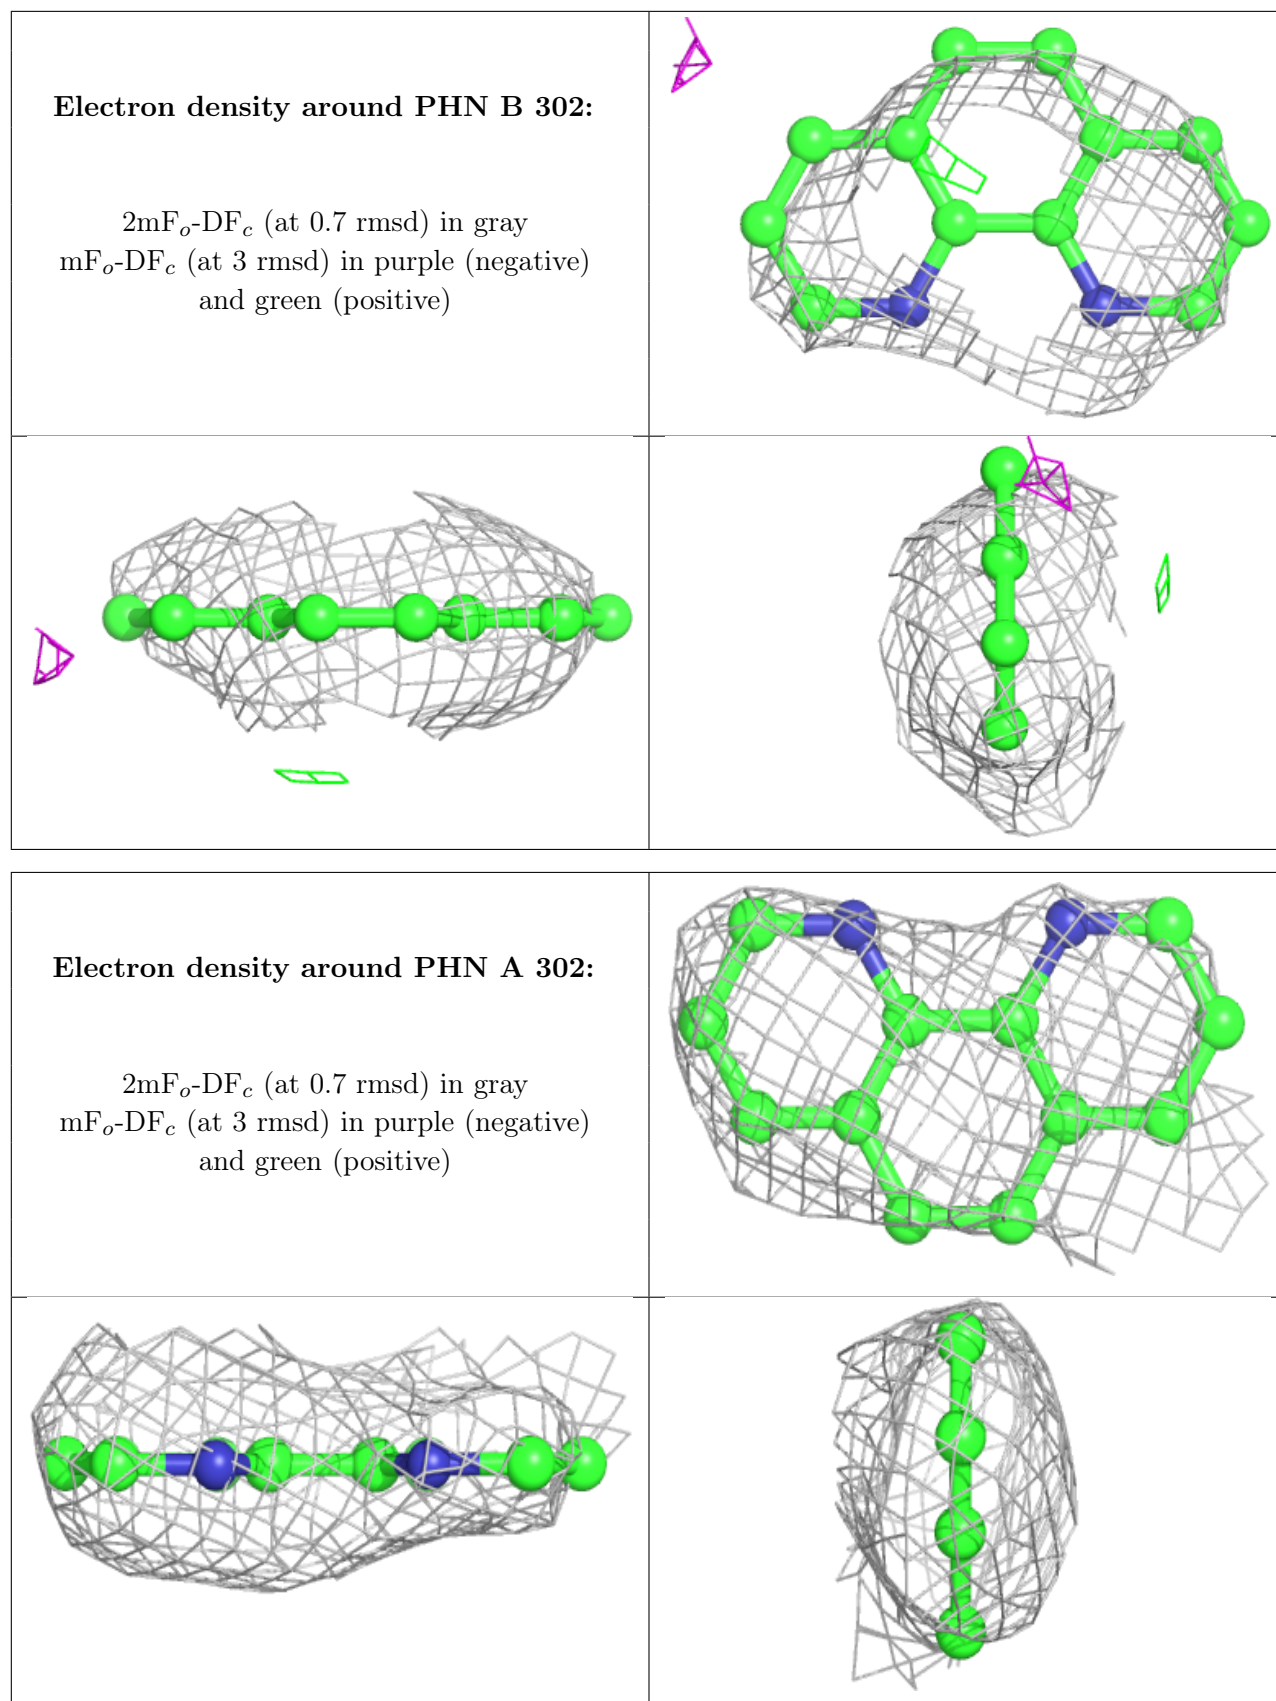 Electron density around PHN B 302:
2mFo-DFc (at 0.7 rmsd) in gray
mFo-DFc (at 3 rmsd) in purple (negative)
and green (positive)
Electron density around PHN A 302:
2mFo-DFc (at 0.7 rmsd) in gray
mFo-DFc (at 3 rmsd) in purple (negative)
and green (positive)